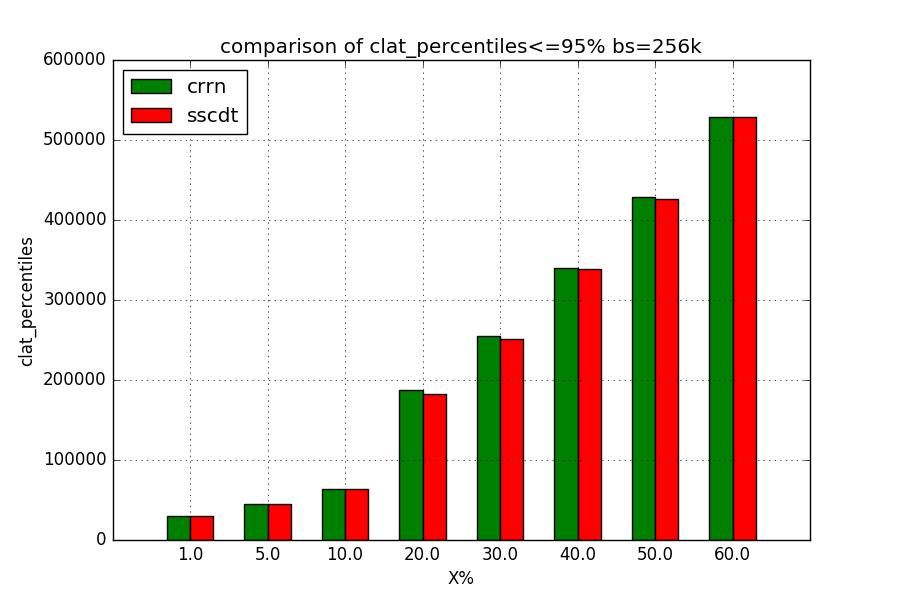 comparison of clat_percentiles<=95% bs=256k
600000
500000
400000
300000
200000
100000
0
clat_percentiles
crrn
sscdt
1.0 5.0 10.0 20.0 30.0 40.0 50.0 60.0
X%